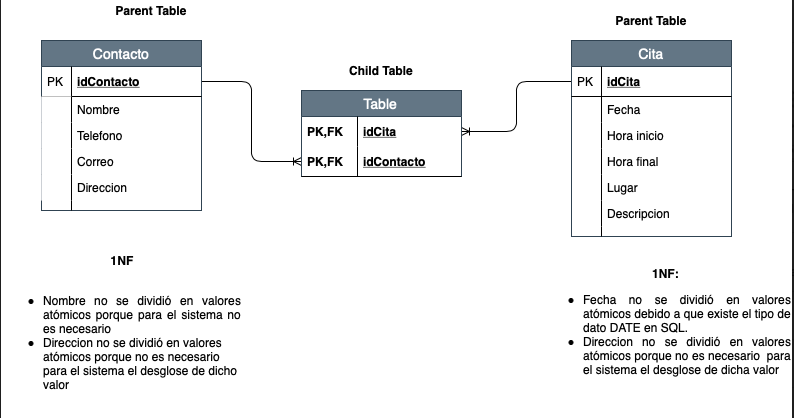 Parent Table
Parent Table
Contacto
Cita
Child Table
PK idContacto
PK idCita
Table
Nombre
Fecha
PK,FK idCita
Telefono
Hora inicio
Correo
PK,FK idContacto
Hora final
Direccion
Lugar
Descripcion
1NF
• Nombre no se dividió en valores
atómicos porque para el sistema no
es necesario
• Direccion no se dividió en valores
atómicos porque no es necesario
para el sistema el desglose de dicho
valor
1NF:
• Fecha no se dividió en valores
atómicos debido a que existe el tipo de
dato DATE en SQL.
• Direccion no se dividió en valores
atómicos porque no es necesario para
el sistema el desglose de dicha valor